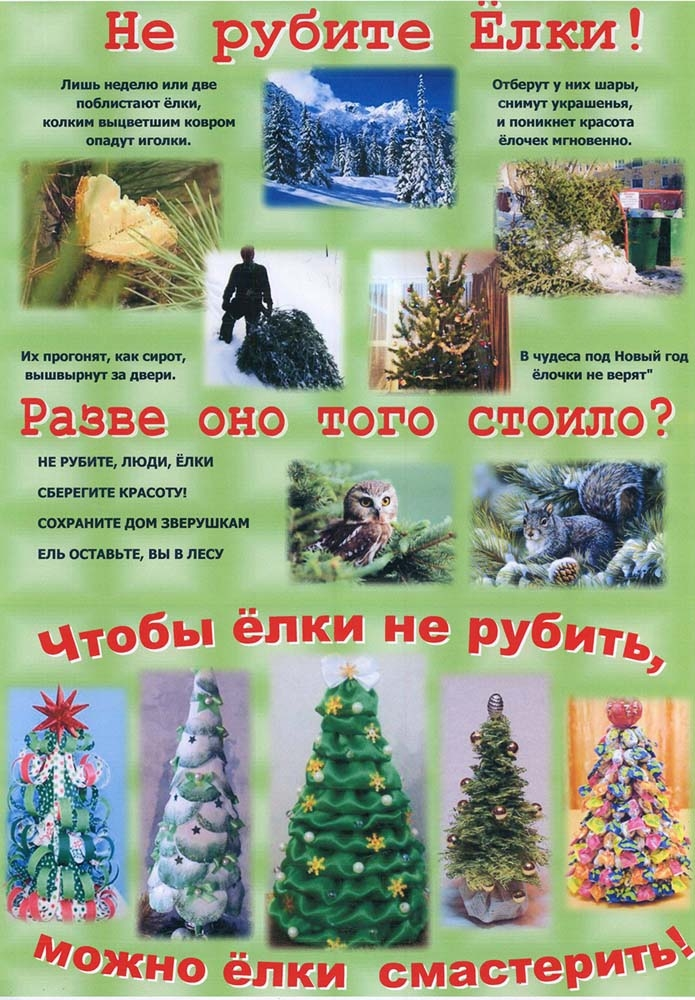 Не рубите Ёлки!
Лишь неделю или две
поблистают ёлки,
колким выцветшим ковром
опадут иголки.
Отберут у них шары,
снимут украшенья,
и поникнет красота
ёлочек мгновенно.
Их прогонят, как сирот,
вышвырнут за двери.
В чудеса под Новый год
ёлочки не верят"
Разве оно того стоило?
НЕ РУБИТЕ, ЛЮДИ, ЁЛКИ
СБЕРЕГИТЕ КРАСОТУ!
СОХРАНИТЕ ДОМ ЗВЕРУШКАМ
ЕЛЬ ОСТАВЬТЕ, ВЫ В ЛЕСУ
Чтобы ёлки не рубить,
можно ёлки смастерить!